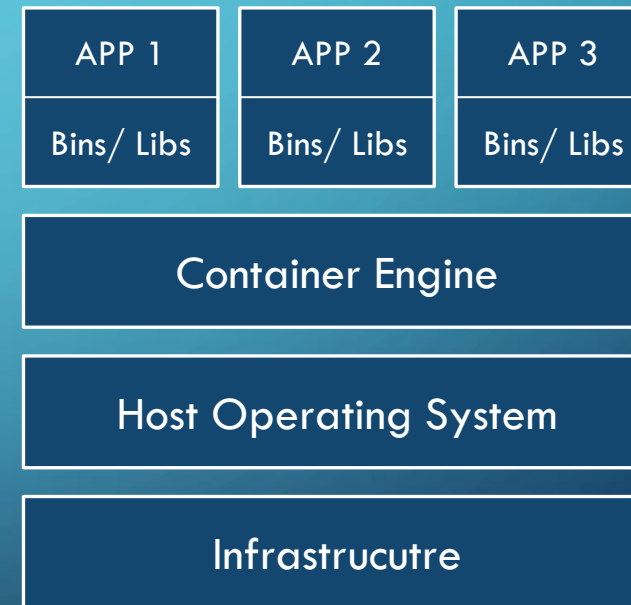 APP 1 APP 2 APP 3
Bins/ Libs Bins/ Libs Bins/ Libs
Container Engine
Host Operating System
Infrastrucutre